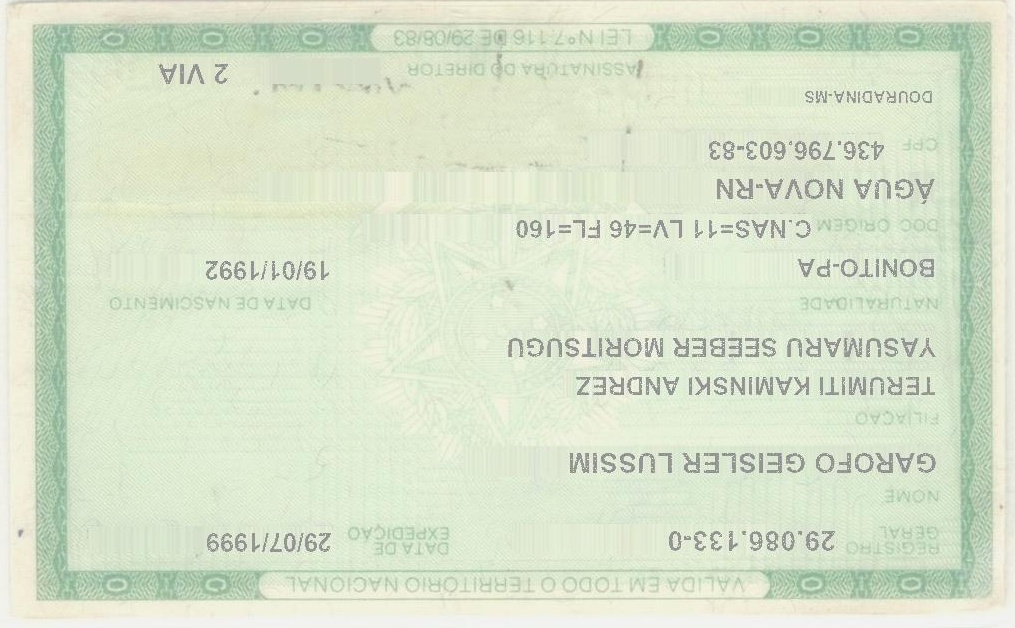 VÁLIDA EM TODO O TERRITÓRIO NACIONAL
REGISTRO GERAL 29.086.133-0 DATA DE EXPEDIÇÃO 29/07/1999
NOME
GAROFO GEISLER LUSSIM
FILIAÇÃO
TERUMITI KAMINSKI ANDREZ
YASUMARU SEEBER MORITSUGU
NATURALIDADE DATA DE NASCIMENTO
BONITO-PA 19/01/1992
DOC ORIGEM C.NAS=11 LV=46 FL=160
ÁGUA NOVA-RN
CPF 436.796.603-83
DOURADINA-MS
2 VIA
ASSINATURA DO DIRETOR
LEI Nº 7.116 DE 29/08/83